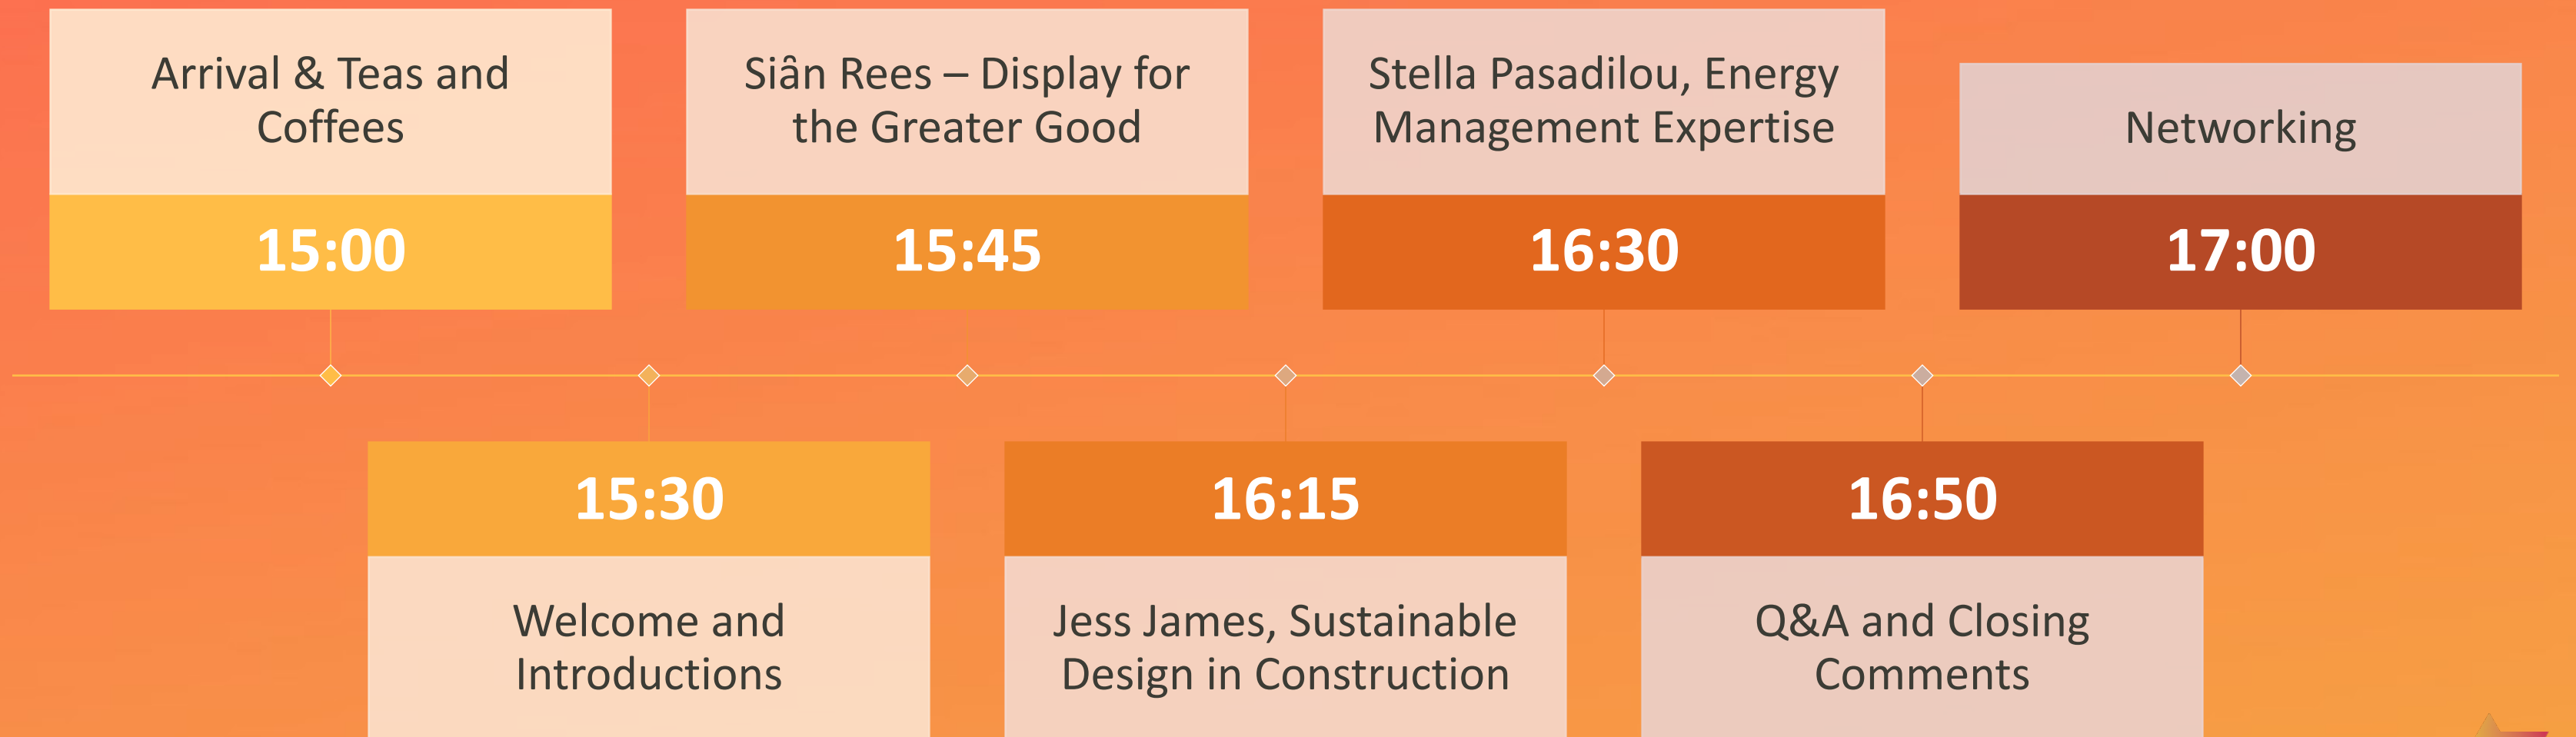 Arrival & Teas and
Coffees
15:00
15:30
Welcome and
Introductions
Siân Rees – Display for
the Greater Good
15:45
16:15
Jess James, Sustainable
Design in Construction
Stella Pasadilou, Energy
Management Expertise
16:30
16:50
Q&A and Closing
Comments
Networking
17:00